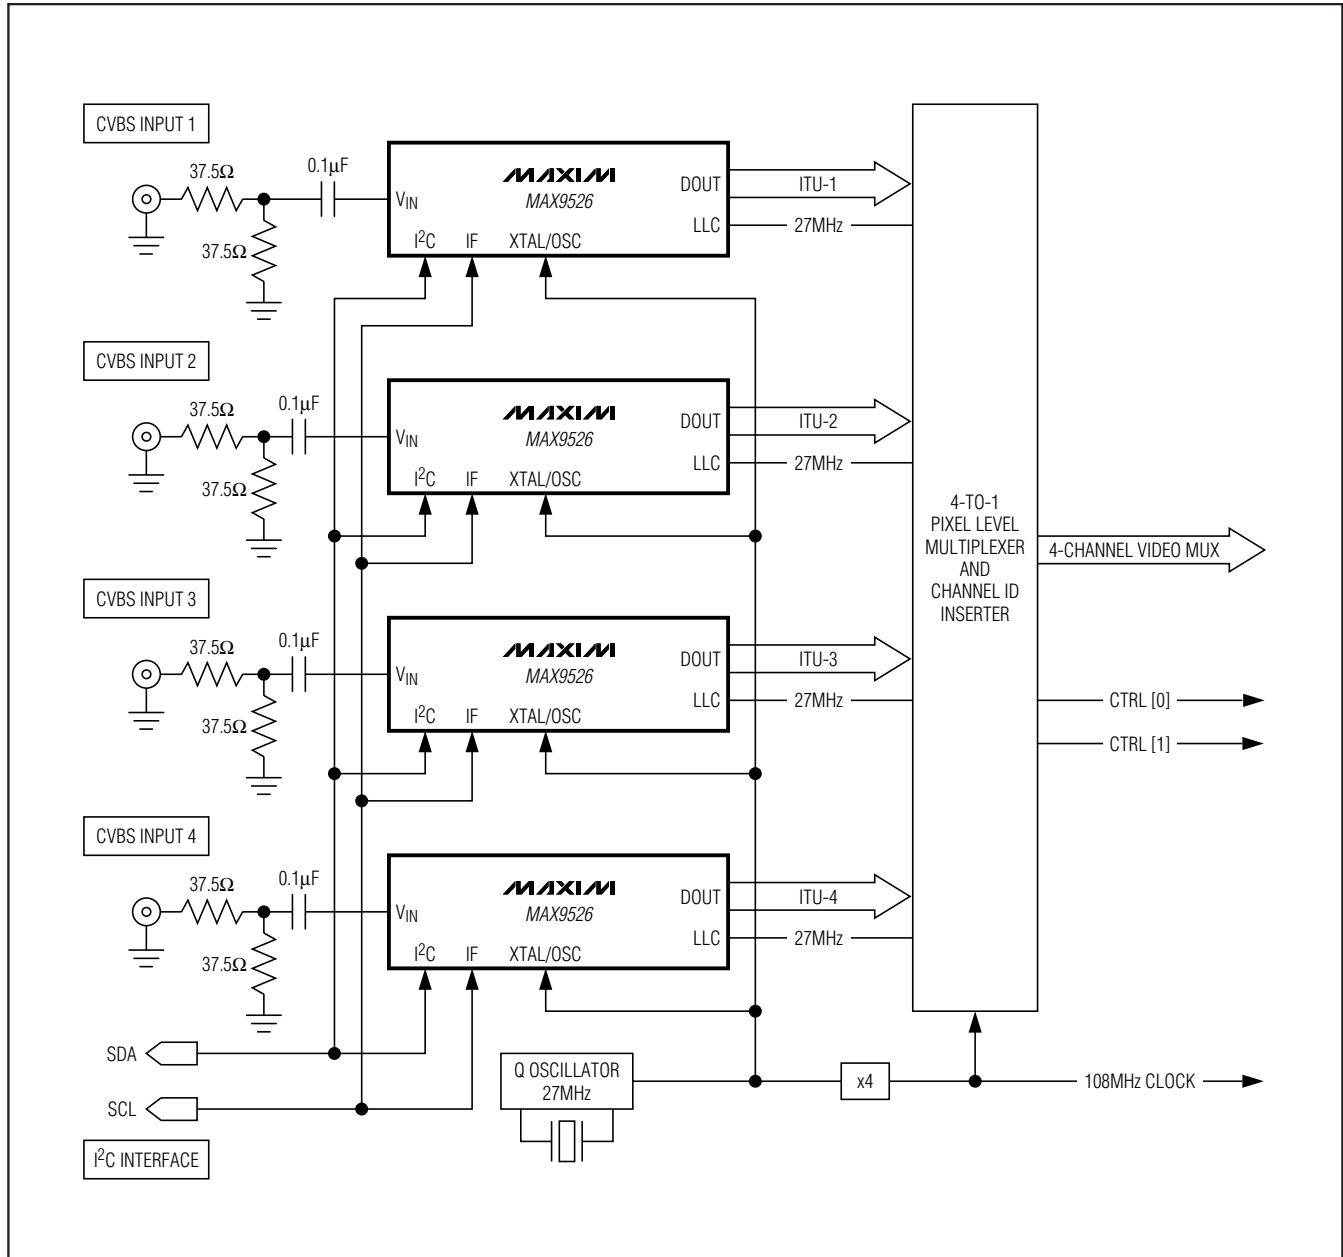 CVBS INPUT 1
37.5Ω
0.1μF
37.5Ω
VIN
MAXIM
MAX9526
DOUT
LLC
I²C IF XTAL/OSC
ITU-1
27MHz
CVBS INPUT 2
37.5Ω
0.1μF
37.5Ω
VIN
MAXIM
MAX9526
DOUT
LLC
I²C IF XTAL/OSC
ITU-2
27MHz
CVBS INPUT 3
37.5Ω
0.1μF
37.5Ω
VIN
MAXIM
MAX9526
DOUT
LLC
I²C IF XTAL/OSC
ITU-3
27MHz
CVBS INPUT 4
37.5Ω
0.1μF
37.5Ω
VIN
MAXIM
MAX9526
DOUT
LLC
I²C IF XTAL/OSC
ITU-4
27MHz
4-TO-1
PIXEL LEVEL
MULTIPLEXER
AND
CHANNEL ID
INSERTER
4-CHANNEL VIDEO MUX
CTRL [0]
CTRL [1]
SDA
SCL
I²C INTERFACE
Q OSCILLATOR
27MHz
x4
108MHz CLOCK